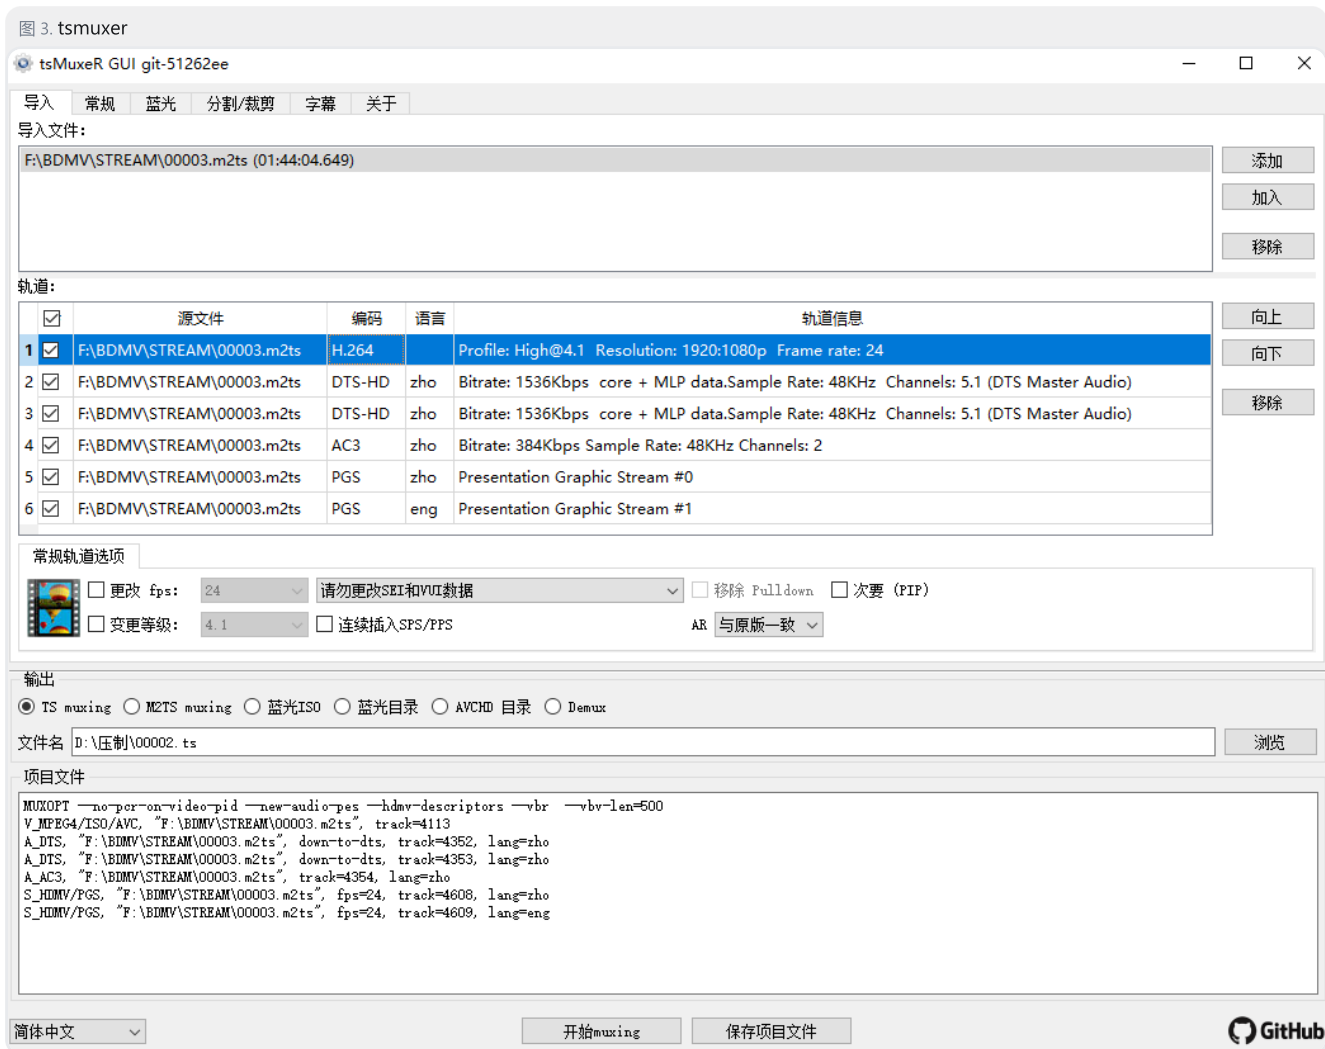 图 3. tsmuxer
tsMuxeR GUI git-51262ee
导入 常规 蓝光 分割/裁剪 字幕 关于
导入文件:
F:\BDMV\STREAM\00003.m2ts (01:44:04.649)
添加
加入
移除
轨道:
源文件 编码 语言 轨道信息
1 F:\BDMV\STREAM\00003.m2ts H.264 Profile: High@4.1 Resolution: 1920:1080p Frame rate: 24
2 F:\BDMV\STREAM\00003.m2ts DTS-HD zho Bitrate: 1536Kbps core + MLP data.Sample Rate: 48KHz Channels: 5.1 (DTS Master Audio)
3 F:\BDMV\STREAM\00003.m2ts DTS-HD zho Bitrate: 1536Kbps core + MLP data.Sample Rate: 48KHz Channels: 5.1 (DTS Master Audio)
4 F:\BDMV\STREAM\00003.m2ts AC3 zho Bitrate: 384Kbps Sample Rate: 48KHz Channels: 2
5 F:\BDMV\STREAM\00003.m2ts PGS zho Presentation Graphic Stream #0
6 F:\BDMV\STREAM\00003.m2ts PGS eng Presentation Graphic Stream #1
向上
向下
移除
常规轨道选项
更改 fps: 24 请勿更改SEI和VUI数据 移除 Pulldown 次要 (PIP)
变更等级: 4.1 连续插入SPS/PPS AR 与原版一致
输出
TS muxing M2TS muxing 蓝光ISO 蓝光目录 AVCHD 目录 Demux
文件名 D:\压制\00002.ts 浏览
项目文件
MUXOPT --no-pcr-on-video-pid --new-audio-pes --hdmv-descriptors --vbr --vbv-len=500
V_MPEG4/ISO/AVC, "F:\BDMV\STREAM\00003.m2ts", track=4113
A_DTS, "F:\BDMV\STREAM\00003.m2ts", down-to-dts, track=4352, lang=zho
A_DTS, "F:\BDMV\STREAM\00003.m2ts", down-to-dts, track=4353, lang=zho
A_AC3, "F:\BDMV\STREAM\00003.m2ts", track=4354, lang=zho
S_HDMV/PGS, "F:\BDMV\STREAM\00003.m2ts", fps=24, track=4608, lang=zho
S_HDMV/PGS, "F:\BDMV\STREAM\00003.m2ts", fps=24, track=4609, lang=eng
简体中文 开始muxing 保存项目文件 GitHub